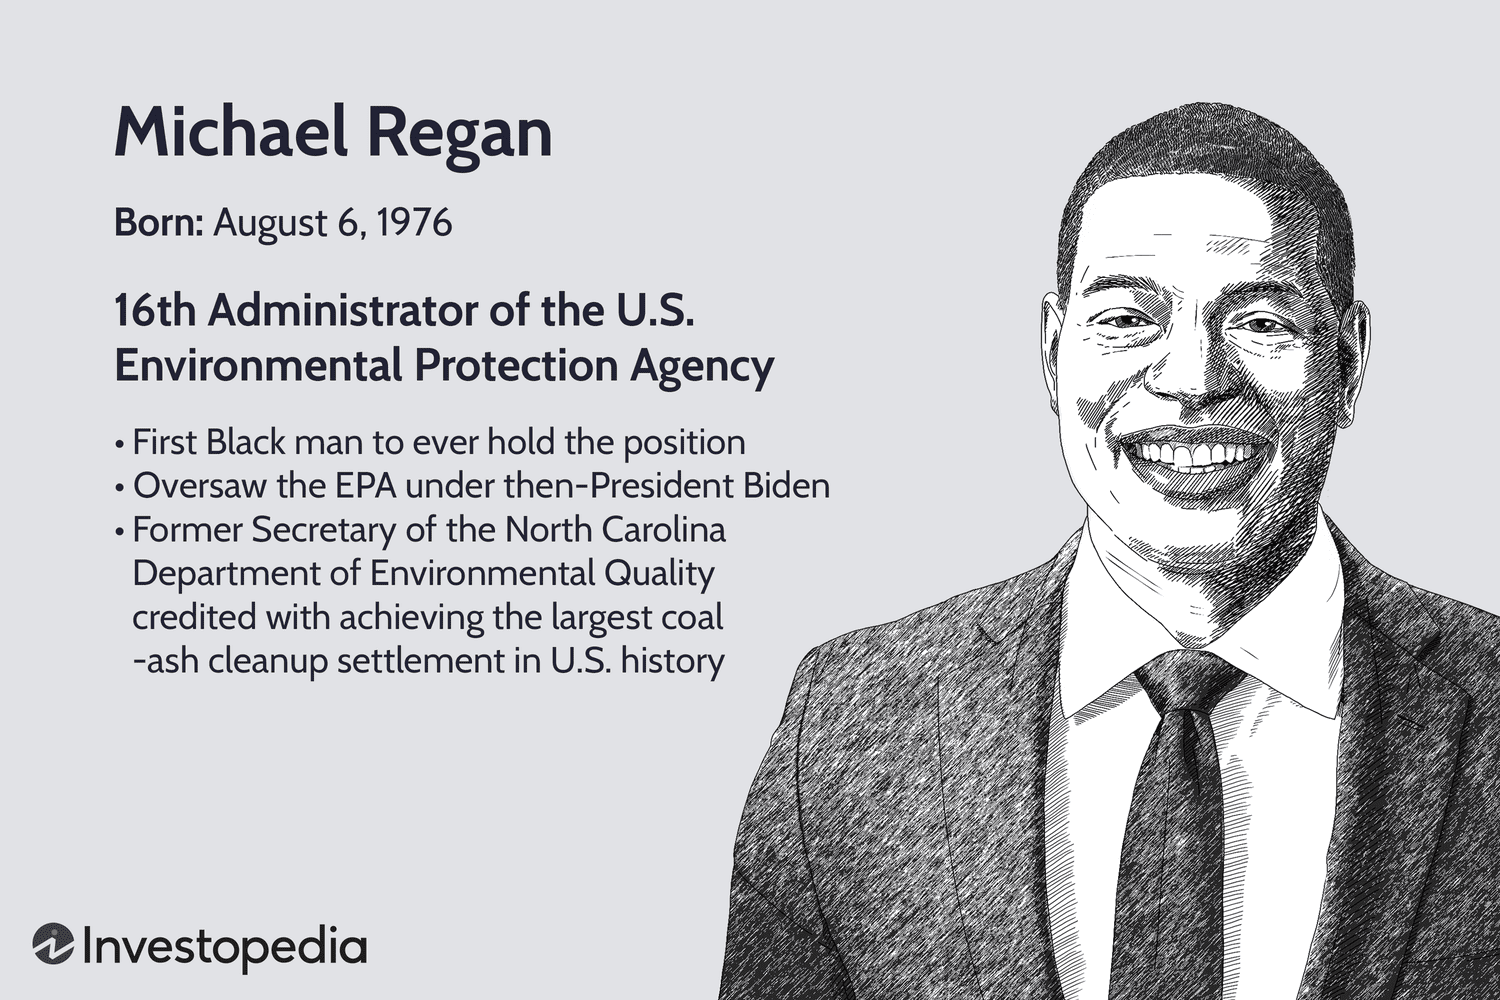 Michael Regan
Born: August 6, 1976
16th Administrator of the U.S.
Environmental Protection Agency
• First Black man to ever hold the position
• Oversaw the EPA under then-President Biden
• Former Secretary of the North Carolina
Department of Environmental Quality
credited with achieving the largest coal
-ash cleanup settlement in U.S. history
Investopedia